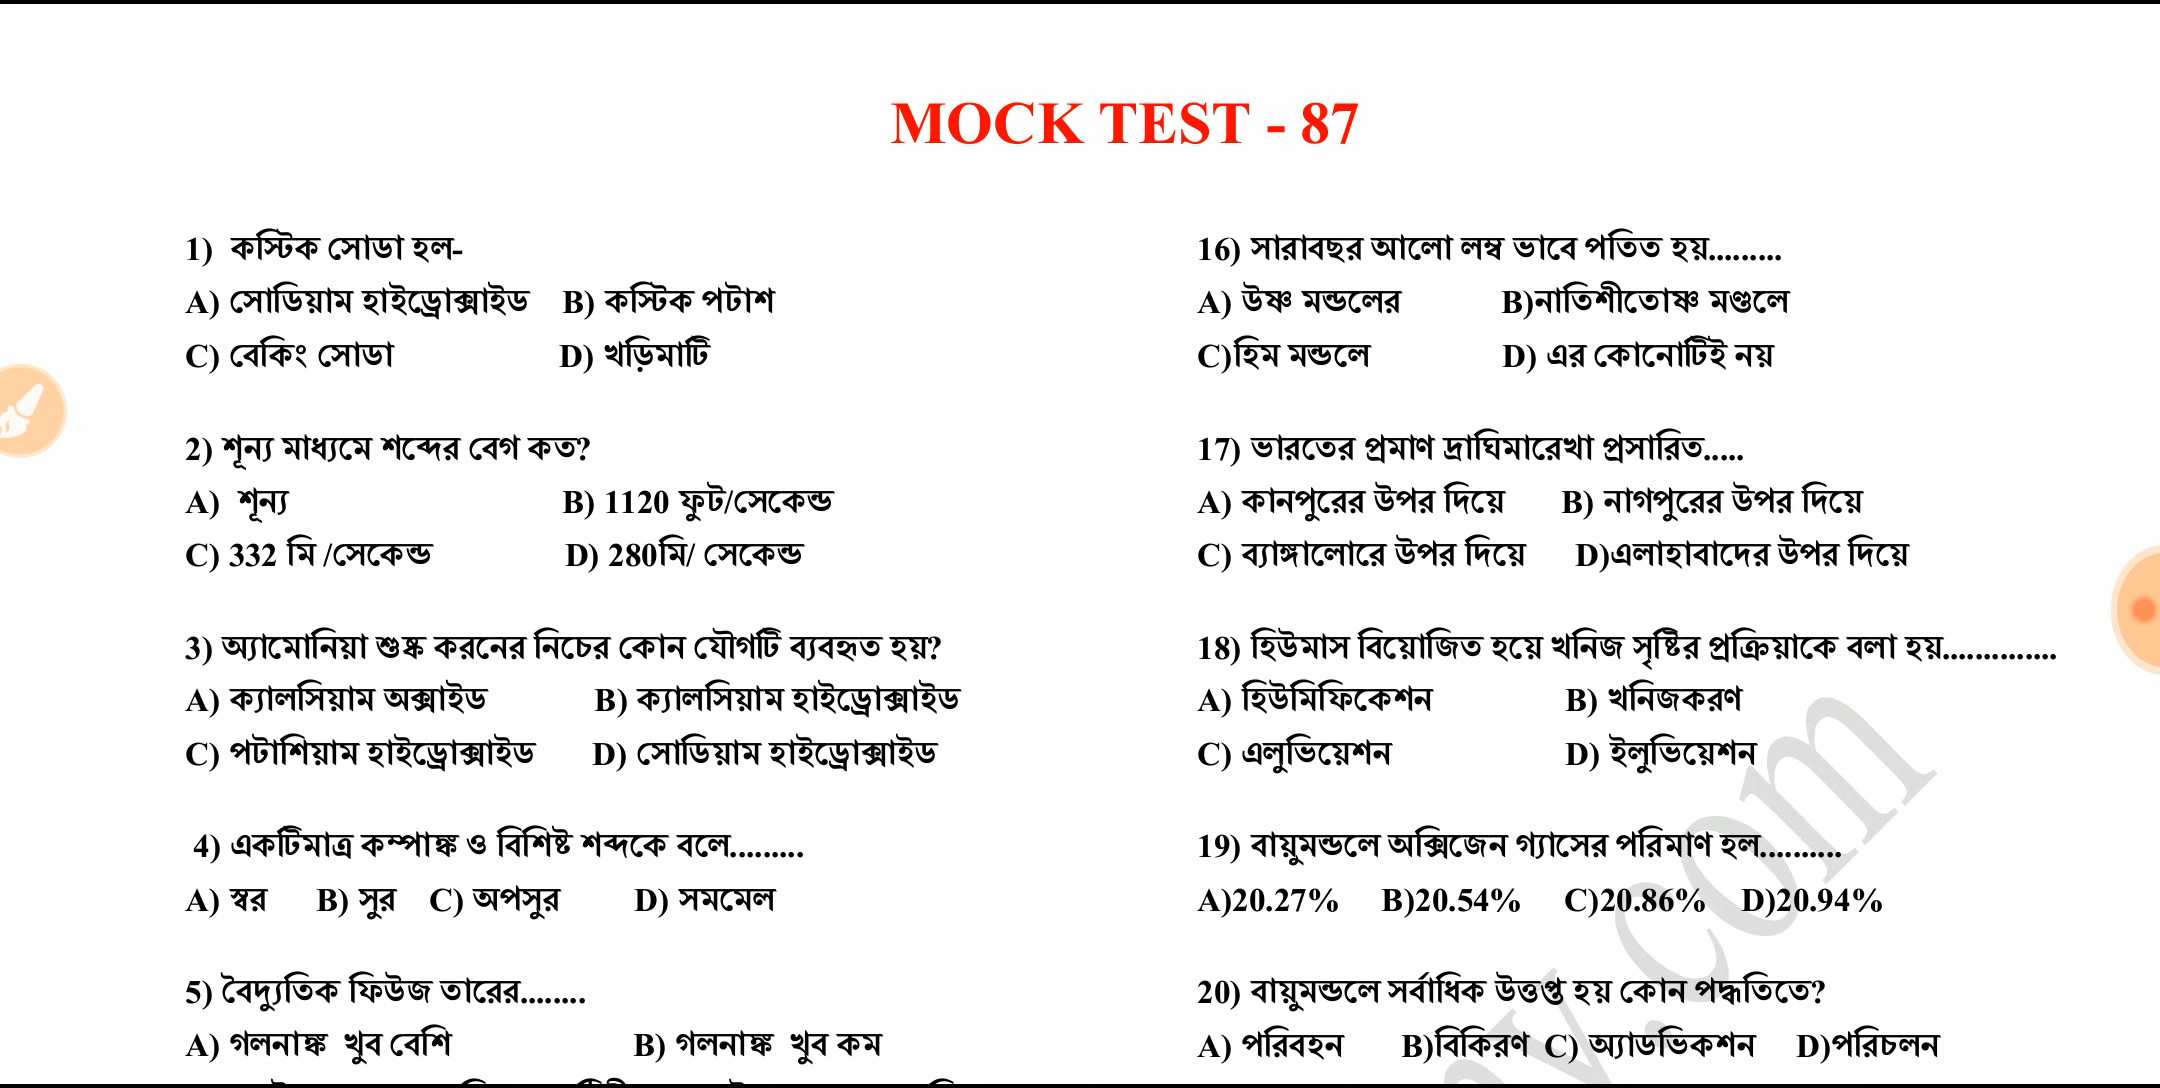 MOCK TEST - 87
1) কস্টিক সোডা হল-
A) সোডিয়াম হাইড্রোক্সাইড B) কস্টিক পটাশ
C) বেকিং সোডা D) খড়িমাটি
2) শূন্য মাধ্যমে শব্দের বেগ কত?
A) শূন্য B) 1120 ফুট/সেকেন্ড
C) 332 মি /সেকেন্ড D) 280মি/ সেকেন্ড
3) অ্যামোনিয়া শুষ্ক করনের নিচের কোন যৌগটি ব্যবহৃত হয়?
A) ক্যালসিয়াম অক্সাইড B) ক্যালসিয়াম হাইড্রোক্সাইড
C) পটাশিয়াম হাইড্রোক্সাইড D) সোডিয়াম হাইড্রোক্সাইড
4) একটিমাত্র কম্পাঙ্ক ও বিশিষ্ট শব্দকে বলে.........
A) স্বর B) সুর C) অপসুর D) সমমেল
5) বৈদ্যুতিক ফিউজ তারের........
A) গলনাঙ্ক খুব বেশি B) গলনাঙ্ক খুব কম
16) সারাবছর আলো লম্ব ভাবে পতিত হয়.........
A) উষ্ণ মন্ডলের B)নাতিশীতোষ্ণ মণ্ডলে
C)হিম মন্ডলে D) এর কোনোটিই নয়
17) ভারতের প্রমাণ দ্রাঘিমারেখা প্রসারিত.....
A) কানপুরের উপর দিয়ে B) নাগপুরের উপর দিয়ে
C) ব্যাঙ্গালোরে উপর দিয়ে D)এলাহাবাদের উপর দিয়ে
18) হিউমাস বিয়োজিত হয়ে খনিজ সৃষ্টির প্রক্রিয়াকে বলা হয়..............
A) হিউমিফিকেশন B) খনিজকরণ
C) এলুভিয়েশন D) ইলুভিয়েশন
19) বায়ুমন্ডলে অক্সিজেন গ্যাসের পরিমাণ হল..........
A)20.27% B)20.54% C)20.86% D)20.94%
20) বায়ুমন্ডলে সর্বাধিক উত্তপ্ত হয় কোন পদ্ধতিতে?
A) পরিবহন B)বিকিরণ C) অ্যাডভিকশন D)পরিচলন